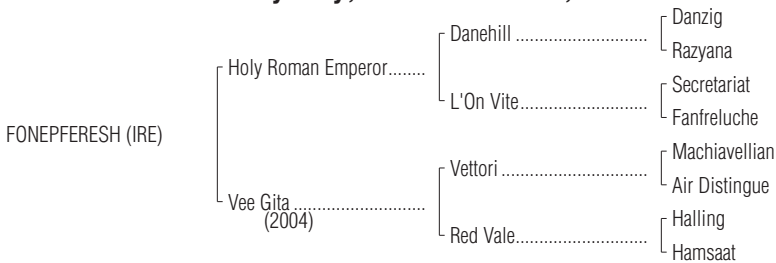 Danzig
Danehill
Razyana
Holy Roman Emperor
Secretariat
L'On Vite
Fanfreluche
FONEPFERESH (IRE)
Machiavellian
Vettori
Air Distingue
Vee Gita
(2004)
Halling
Red Vale
Hamsaat